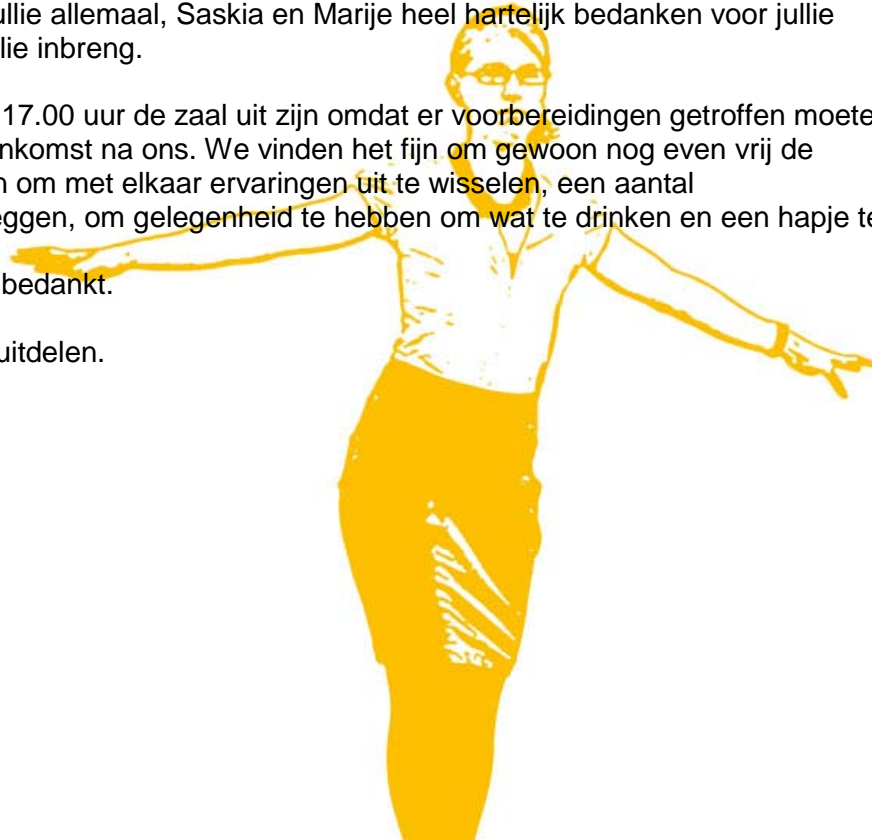 ullie allemaal, Saskia en Marije heel hartelijk bedanken voor jullie
lie inbreng.
17.00 uur de zaal uit zijn omdat er voorbereidingen getroffen moete
nkomst na ons. We vinden het fijn om gewoon nog even vrij de
n om met elkaar ervaringen uit te wisselen, een aantal
eggen, om gelegenheid te hebben om wat te drinken en een hapje te
bedankt.
uitdelen.